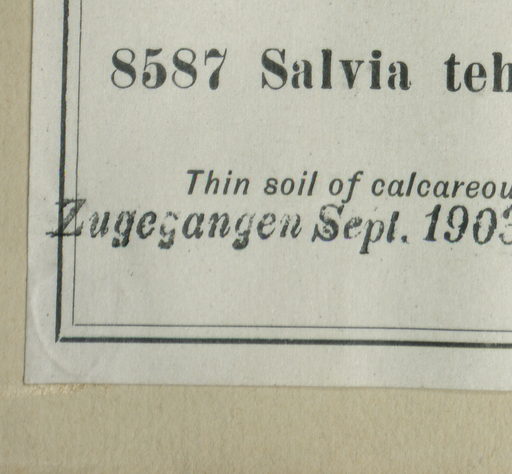 8587 Salvia teh
Thin soil of calcareou
Zugegangen Sept. 1903